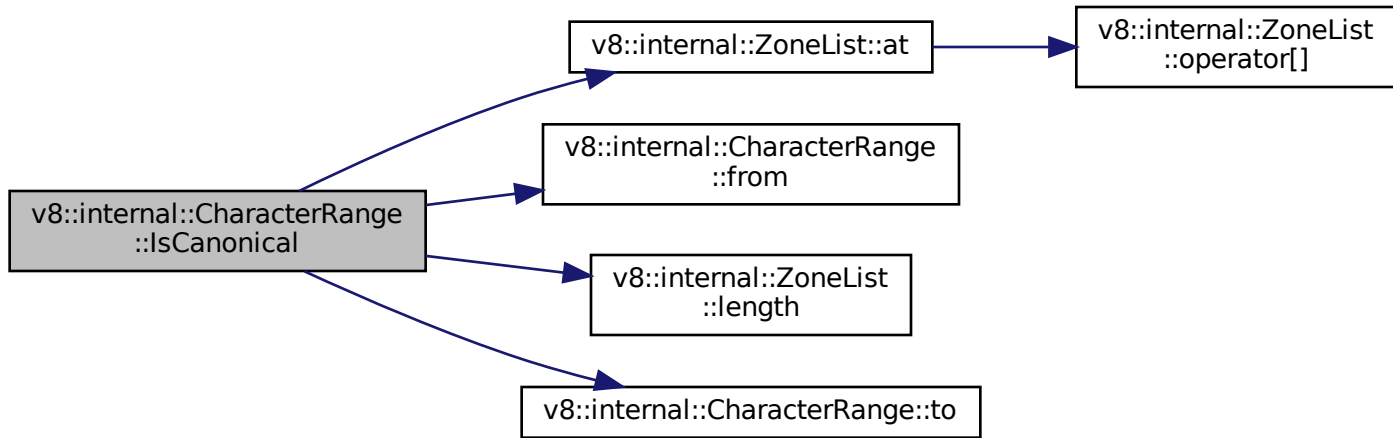 v8::internal::CharacterRange
::IsCanonical
v8::internal::ZoneList::at
v8::internal::ZoneList
::operator[]
v8::internal::CharacterRange
::from
v8::internal::ZoneList
::length
v8::internal::CharacterRange::to